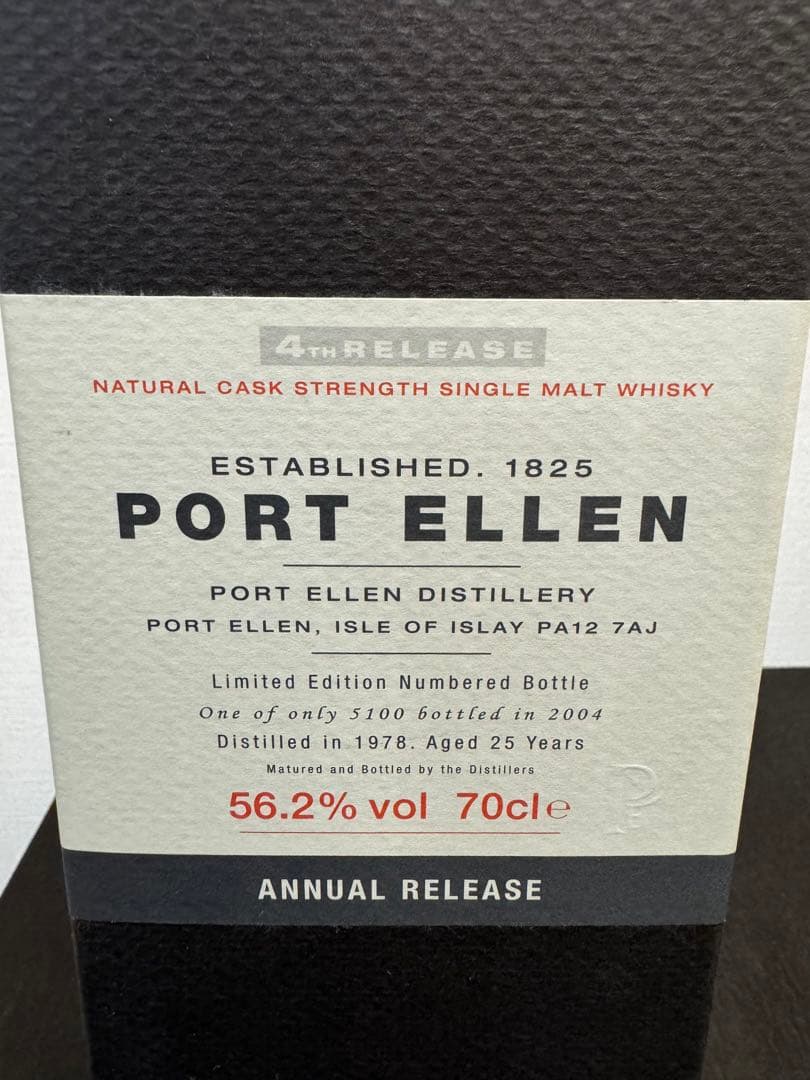 4TH RELEASE
NATURAL CASK STRENGTH SINGLE MALT WHISKY
ESTABLISHED. 1825
PORT ELLEN
PORT ELLEN DISTILLERY
PORT ELLEN, ISLE OF ISLAY PA12 7AJ
Limited Edition Numbered Bottle
One of only 5100 bottled in 2004
Distilled in 1978. Aged 25 Years
Matured and Bottled by the Distillers
56.2% vol 70cl e
ANNUAL RELEASE